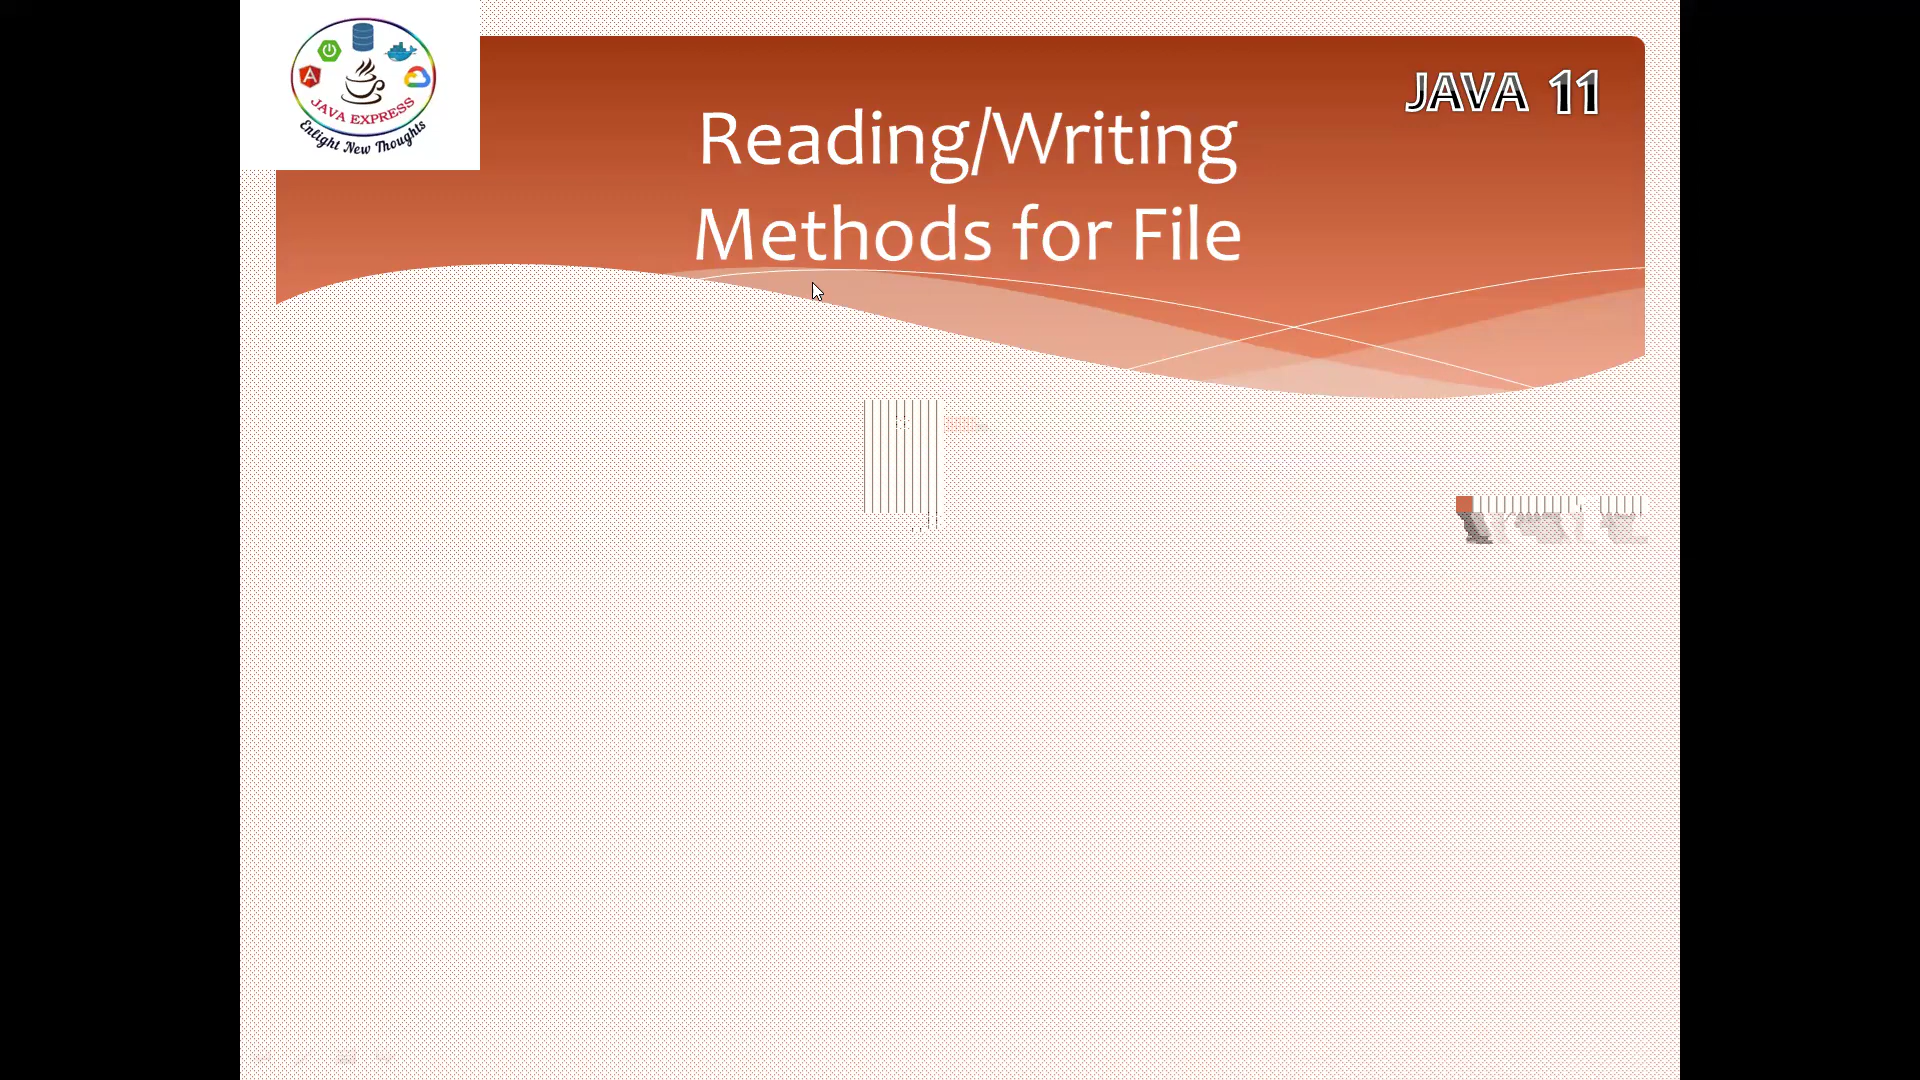 JAVA EXPRESS
Enlight New Thoughts
JAVA 11
Reading/Writing
Methods for File